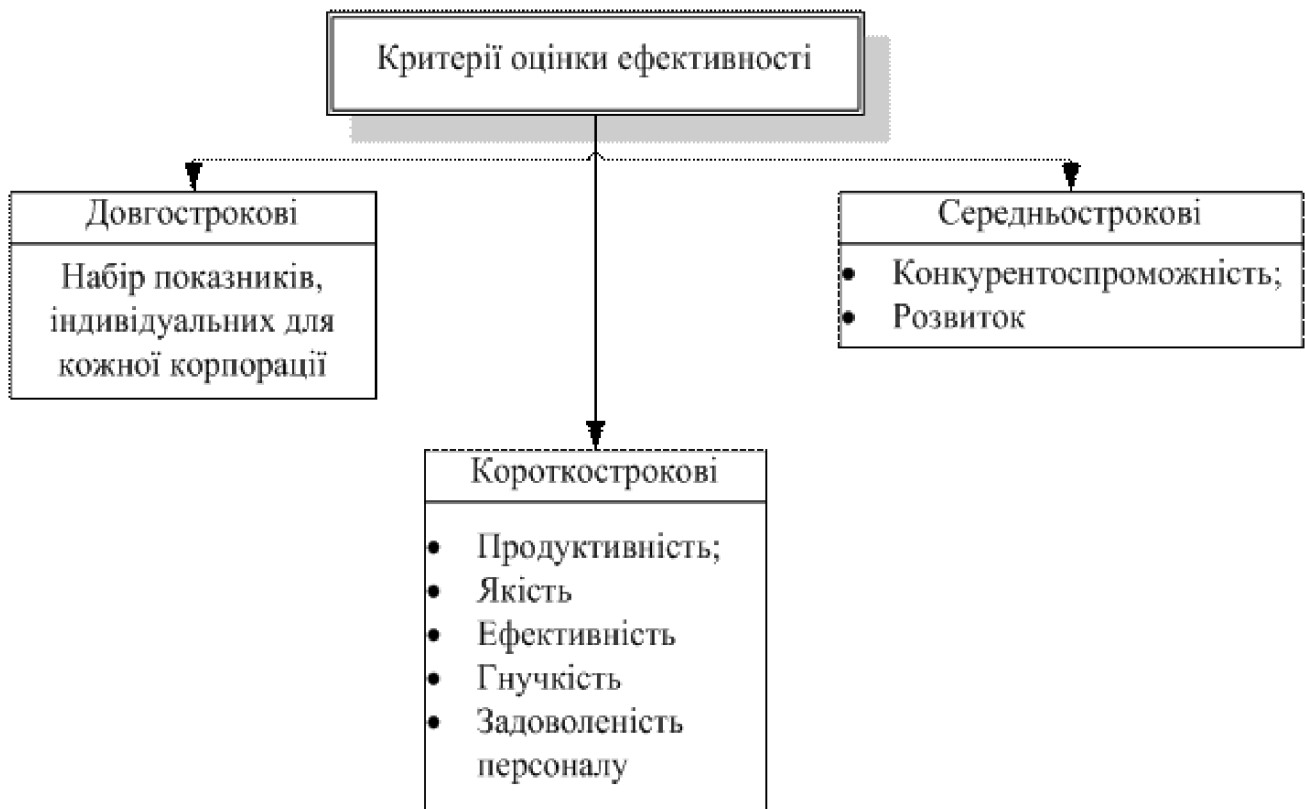 Критерії оцінки ефективності
Довгострокові
Набір показників,
індивідуальних для
кожної корпорації
Середньострокові
• Конкурентоспроможність;
• Розвиток
Короткострокові
• Продуктивність;
• Якість
• Ефективність
• Гнучкість
• Задоволеність
персоналу